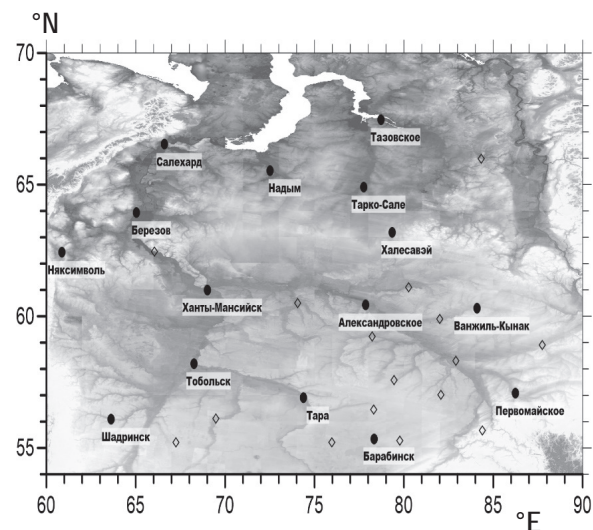 °N
70
Тазовское
Салехард
65
Надым
Тарко-Сале
Березов
Халесавэй
Няксимволь
Ханты-Мансийск
60
Александровское
Ванжиль-Кынак
Тобольск
Тара
Первомайское
Шадринск
55
Барабинск
60 65 70 75 80 85 90
°E